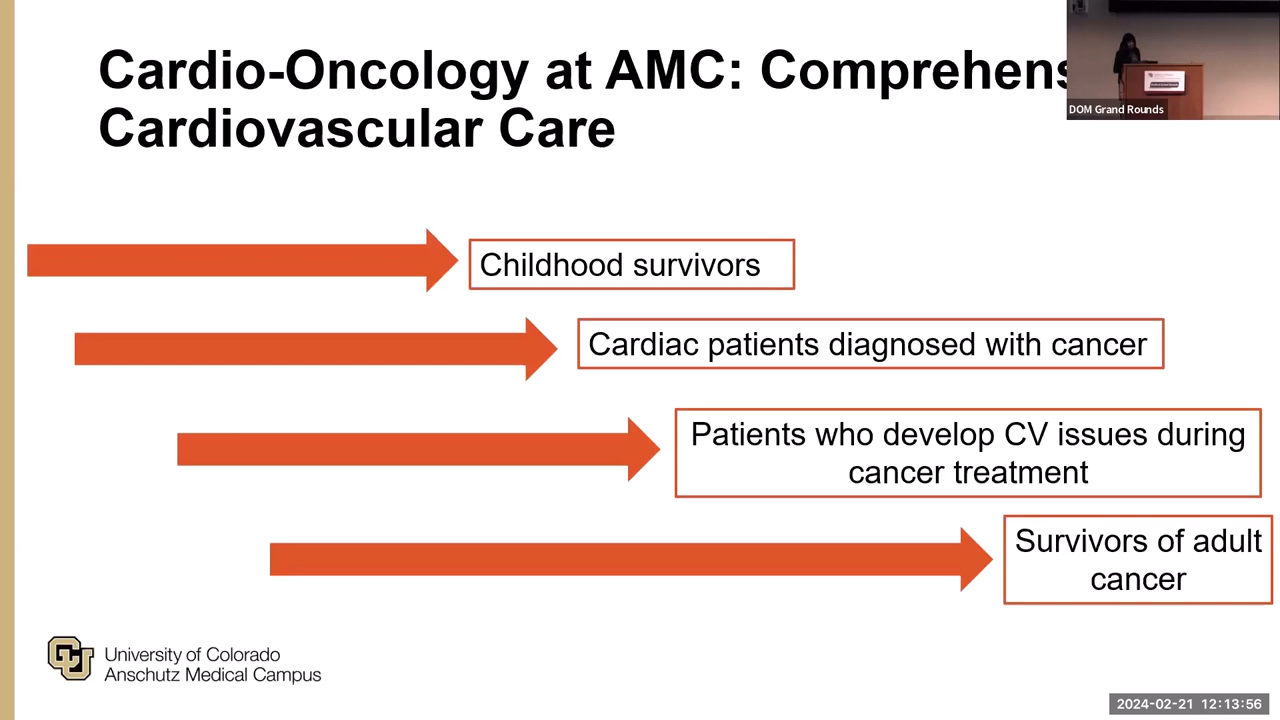 Cardio-Oncology at AMC: Comprehens
Cardiovascular Care
DOM Grand Rounds
Childhood survivors
Cardiac patients diagnosed with cancer
Patients who develop CV issues during
cancer treatment
Survivors of adult
cancer
CU
University of Colorado
Anschutz Medical Campus
2024-02-21 12:13:56